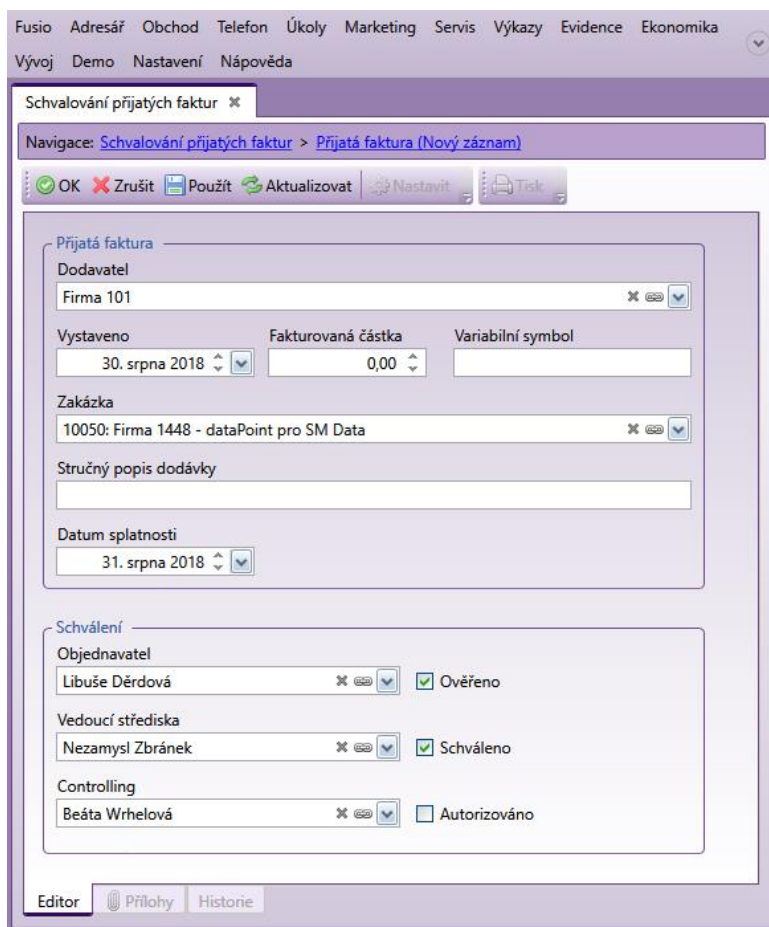 Fusio Adresář Obchod Telefon Úkoly Marketing Servis Výkazy Evidence Ekonomika
Vývoj Demo Nastavení Nápověda
Schvalování přijatých faktur
Navigace: Schvalování přijatých faktur > Přijatá faktura (Nový záznam)
OK Zrušit Použít Aktualizovat Nastavit Tisk
Přijatá faktura
Dodavatel
Firma 101
Vystaveno Fakturovaná částka Variabilní symbol
30. srpna 2018 0,00
Zakázka
10050: Firma 1448 - dataPoint pro SM Data
Stručný popis dodávky
Datum splatnosti
31. srpna 2018
Schválení
Objednavatel
Libuše Děrdová Ověřeno
Vedoucí střediska
Nezamysl Zbránek Schváleno
Controlling
Beáta Wrhelová Autorizováno
Editor Přílohy Historie